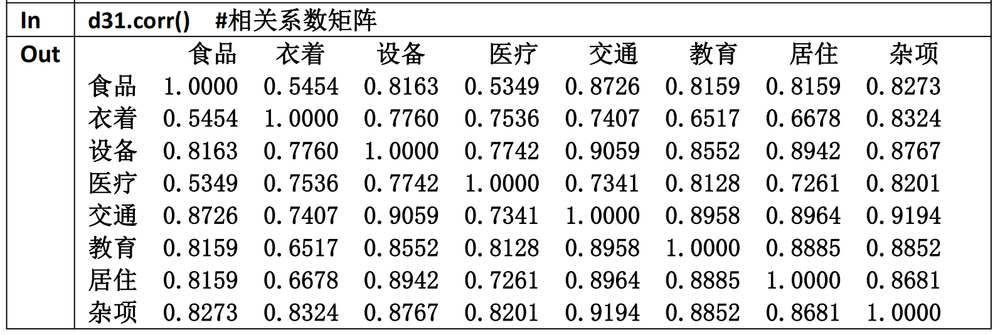 In d31.corr() #相关系数矩阵
Out 食品 衣着 设备 医疗 交通 教育 居住 杂项
食品 1.0000 0.5454 0.8163 0.5349 0.8726 0.8159 0.8159 0.8273
衣着 0.5454 1.0000 0.7760 0.7536 0.7407 0.6517 0.6678 0.8324
设备 0.8163 0.7760 1.0000 0.7742 0.9059 0.8552 0.8942 0.8767
医疗 0.5349 0.7536 0.7742 1.0000 0.7341 0.8128 0.7261 0.8201
交通 0.8726 0.7407 0.9059 0.7341 1.0000 0.8958 0.8964 0.9194
教育 0.8159 0.6517 0.8552 0.8128 0.8958 1.0000 0.8885 0.8852
居住 0.8159 0.6678 0.8942 0.7261 0.8964 0.8885 1.0000 0.8681
杂项 0.8273 0.8324 0.8767 0.8201 0.9194 0.8852 0.8681 1.0000